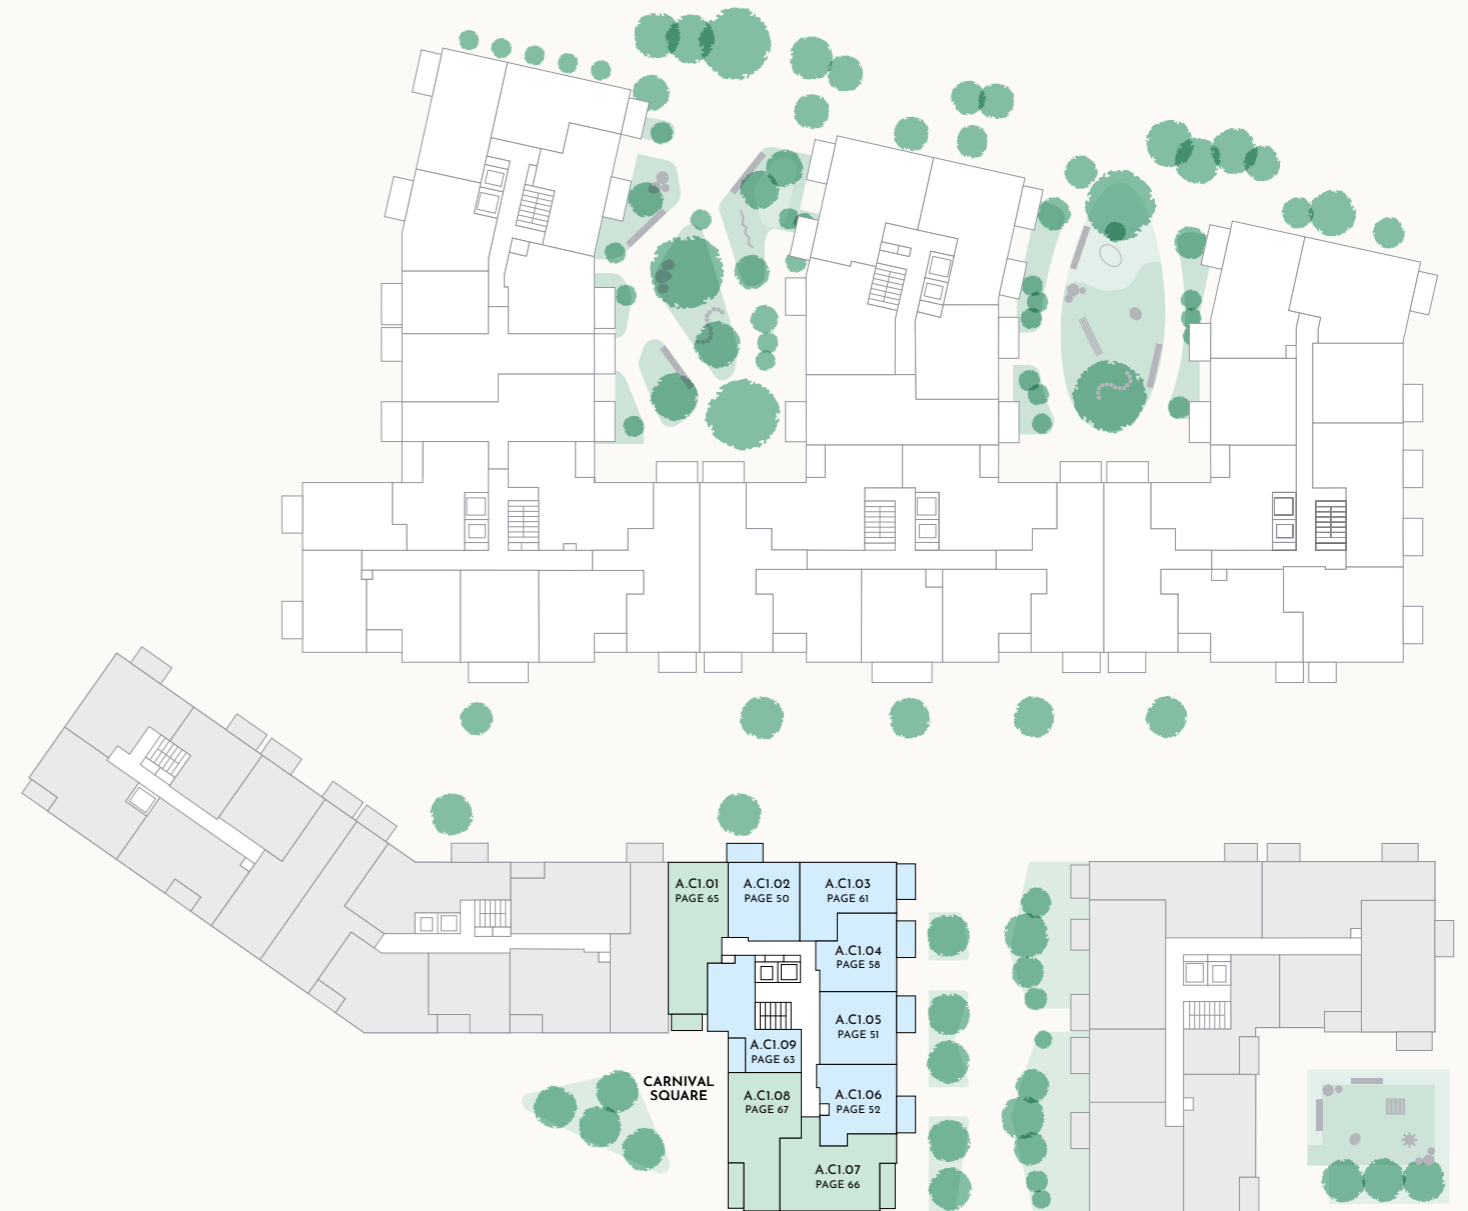 A.C1.01
PAGE 65
A.C1.02
PAGE 50
A.C1.03
PAGE 61
A.C1.04
PAGE 58
A.C1.05
PAGE 51
A.C1.09
PAGE 63
CARNIVAL
SQUARE
A.C1.08
PAGE 67
A.C1.06
PAGE 52
A.C1.07
PAGE 66